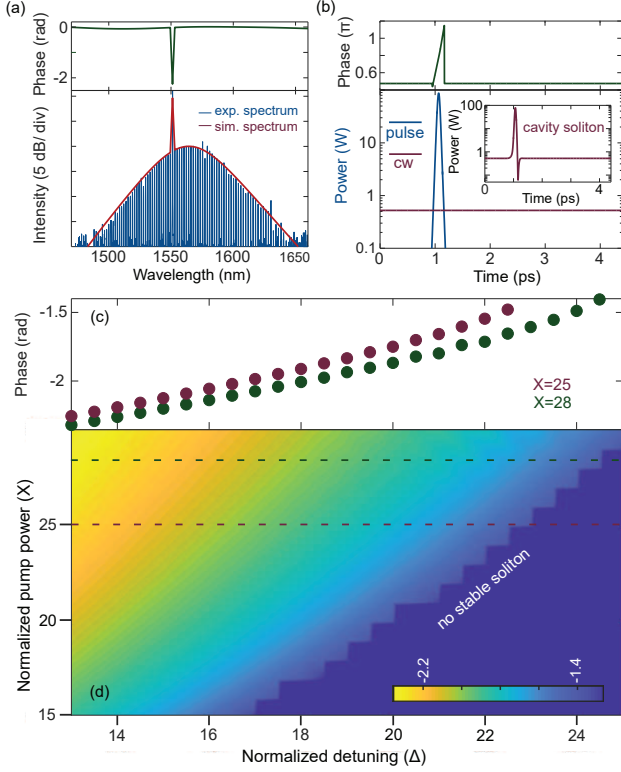 (a)
Phase (rad)
0
-2
Intensity (5 dB/ div)
exp. spectrum
sim. spectrum
1500
1550
1600
1650
Wavelength (nm)
(b)
Phase (π)
1
0.6
Power (W)
10
1
0.1
pulse
cw
Power (W)
100
1
cavity soliton
0
2
4
Time (ps)
0
1
2
3
4
Time (ps)
(c)
Phase (rad)
-1.5
-2
X=25
X=28
Normalized pump power (X)
25
20
15
no stable soliton
(d)
-2.2
-1.4
14
16
18
20
22
24
Normalized detuning (Δ)